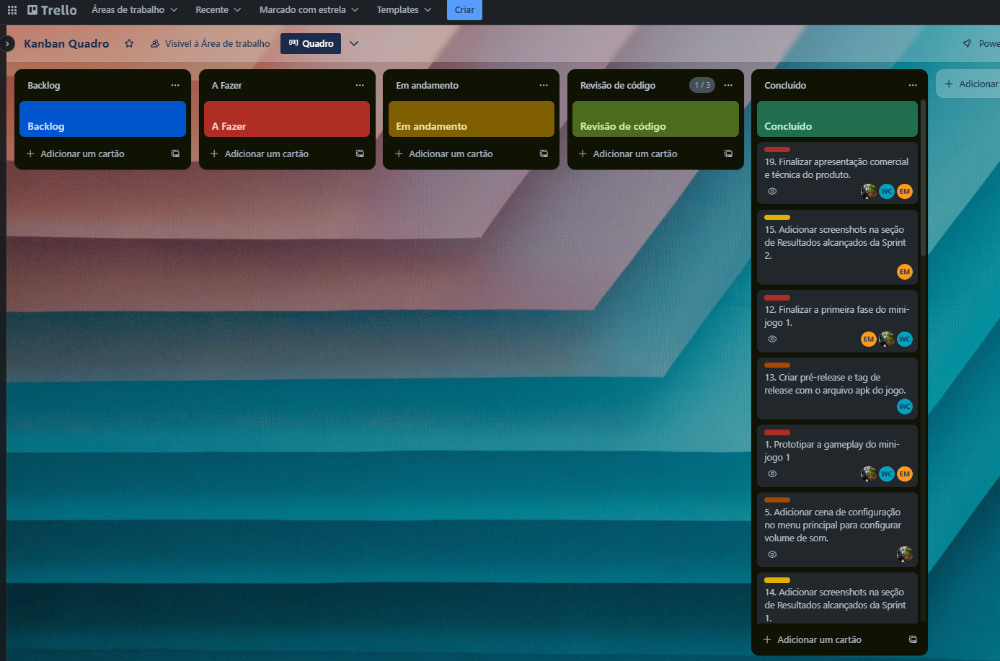 Trello
Áreas de trabalho
Recente
Marcado com estrela
Templates
Criar
Kanban Quadro
Visível à Área de trabalho
Quadro
Powe
Backlog
Backlog
Adicionar um cartão
A Fazer
A Fazer
Adicionar um cartão
Em andamento
Em andamento
Adicionar um cartão
Revisão de código
1 / 3
Revisão de código
Adicionar um cartão
Concluído
Concluído
19. Finalizar apresentação comercial
e técnica do produto.
WC
EM
15. Adicionar screenshots na seção
de Resultados alcançados da Sprint
2.
EM
12. Finalizar a primeira fase do mini-
jogo 1.
EM
WC
13. Criar pré-release e tag de
release com o arquivo apk do jogo.
WC
1. Prototipar a gameplay do mini-
jogo 1
WC
EM
5. Adicionar cena de configuração
no menu principal para configurar
volume de som.
14. Adicionar screenshots na seção
de Resultados alcançados da Sprint
1.
Adicionar um cartão
Adicionar